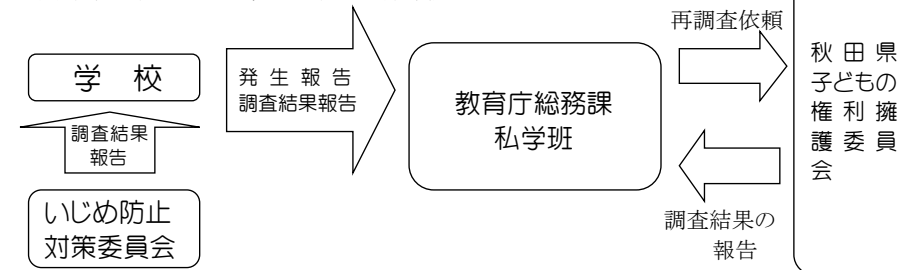 学　校
調査結果
報告
いじめ防止
対策委員会
発生報告
調査結果報告
教育庁総務課
私学班
再調査依頼
調査結果の
報告
秋田県
子どもの
権利擁
護委員
会